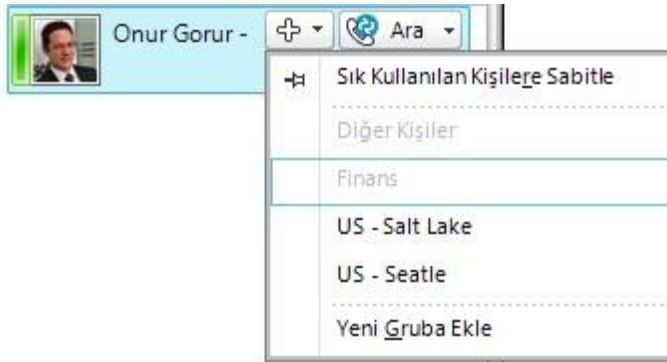 Onur Gorur - Ara
Sık Kullanılan Kişilere Sabitle
Diğer Kişiler
Finans
US - Salt Lake
US - Seatle
Yeni Gruba Ekle